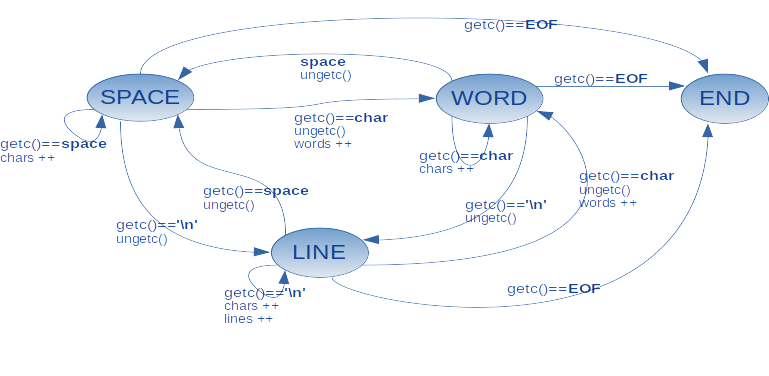 getc()==EOF
space
ungetc()
getc()==EOF
SPACE
WORD
END
getc()==char
ungetc()
words ++
getc()==space
chars ++
getc()==char
chars ++
getc()==char
ungetc()
words ++
getc()==space
ungetc()
getc()=='\n'
ungetc()
getc()=='\n'
ungetc()
LINE
getc()=='\n'
chars ++
lines ++
getc()==EOF